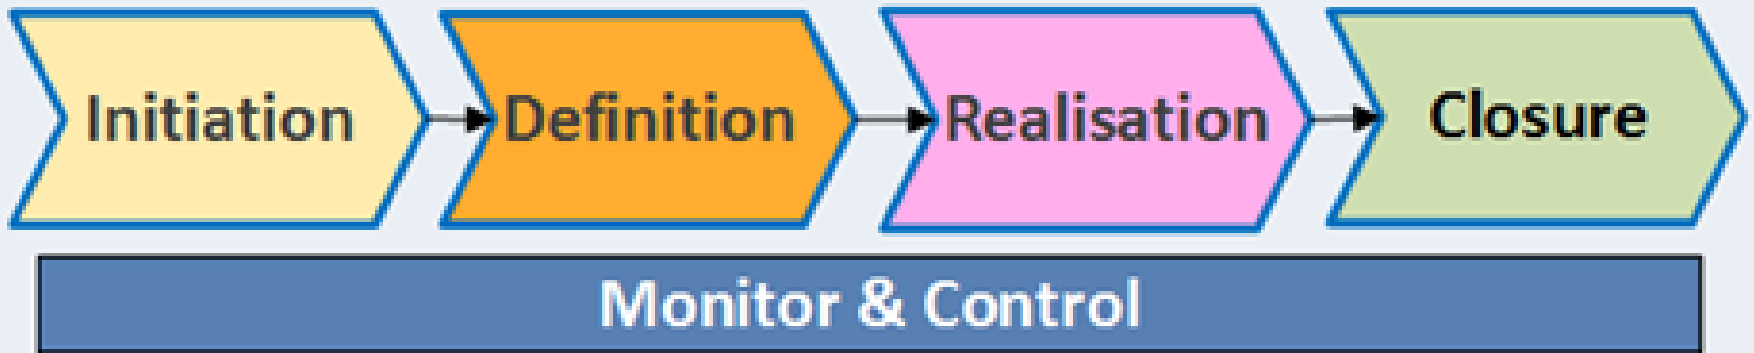 Initiation
Definition
Realisation
Closure
Monitor & Control